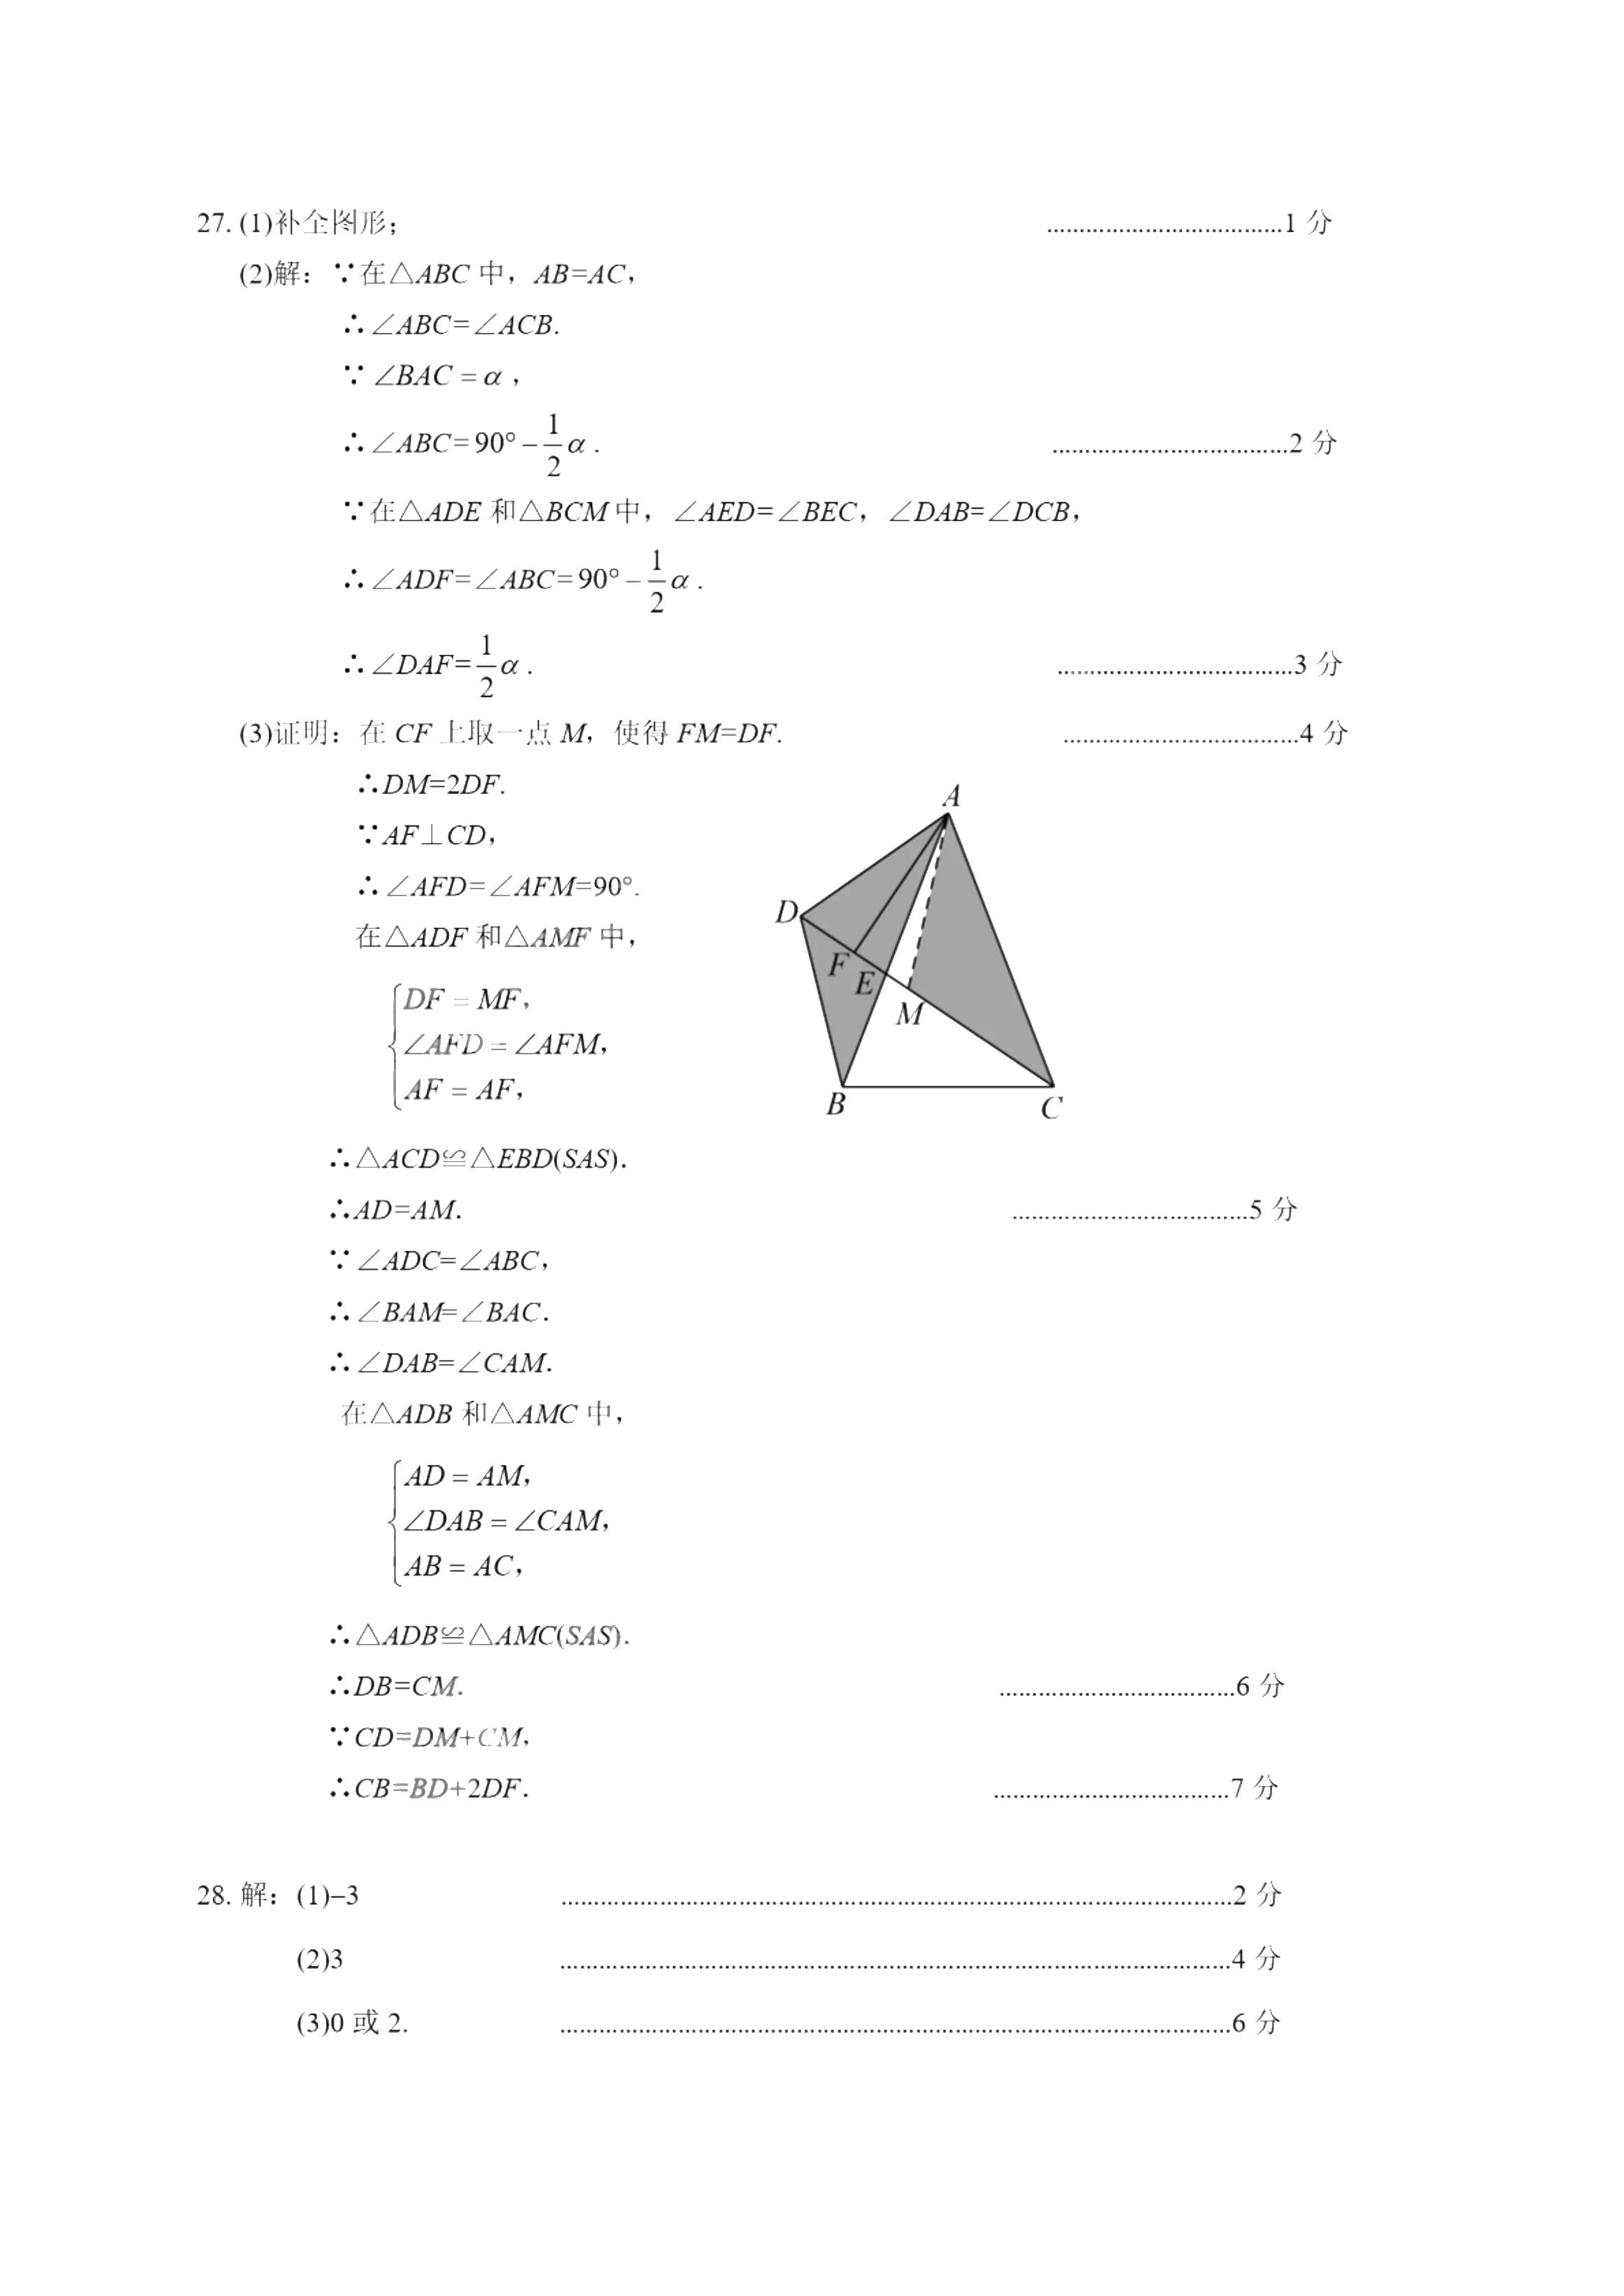 27. (1)补全图形; ....................................1 分
(2)解：∵在△ABC 中，AB=AC，
∴∠ABC=∠ACB.
∵∠BAC = α，
∴∠ABC=90°−\frac{1}{2}α. ....................................2 分
∵在△ADE 和△BCM 中，∠AED=∠BEC，∠DAB=∠DCB，
∴∠ADF=∠ABC=90°−\frac{1}{2}α.
∴∠DAF=\frac{1}{2}α. ....................................3 分
(3)证明：在 CF 上取一点 M，使得 FM=DF. ....................................4 分
∴DM=2DF.
∵AF⊥CD，
∴∠AFD=∠AFM=90°.
在△ADF 和△AMF 中，
DF = MF，
∠AFD = ∠AFM，
AF = AF，
A
D
F
E
M
B
C
∴△ACD≌△EBD(SAS).
∴AD=AM. ....................................5 分
∵∠ADC=∠ABC，
∴∠BAM=∠BAC.
∴∠DAB=∠CAM.
在△ADB 和△AMC 中，
AD = AM，
∠DAB = ∠CAM，
AB = AC，
∴△ADB≌△AMC(SAS).
∴DB=CM. ....................................6 分
∵CD=DM+CM，
∴CB=BD+2DF. ....................................7 分
28. 解：(1)–3 ....................................2 分
(2)3 ....................................4 分
(3)0 或 2. ....................................6 分